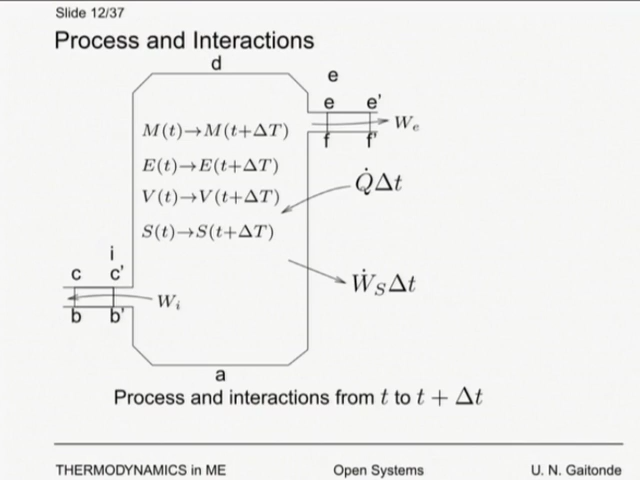 Slide 12/37
Process and Interactions
d
e
e e'
W_e
f f'
M(t)→M(t+ΔT)
E(t)→E(t+ΔT)
V(t)→V(t+ΔT)
S(t)→S(t+ΔT)
Q̇Δt
i
c c'
W_i
b b'
Ẇ_SΔt
a
Process and interactions from t to t + Δt
THERMODYNAMICS in ME Open Systems U. N. Gaitonde